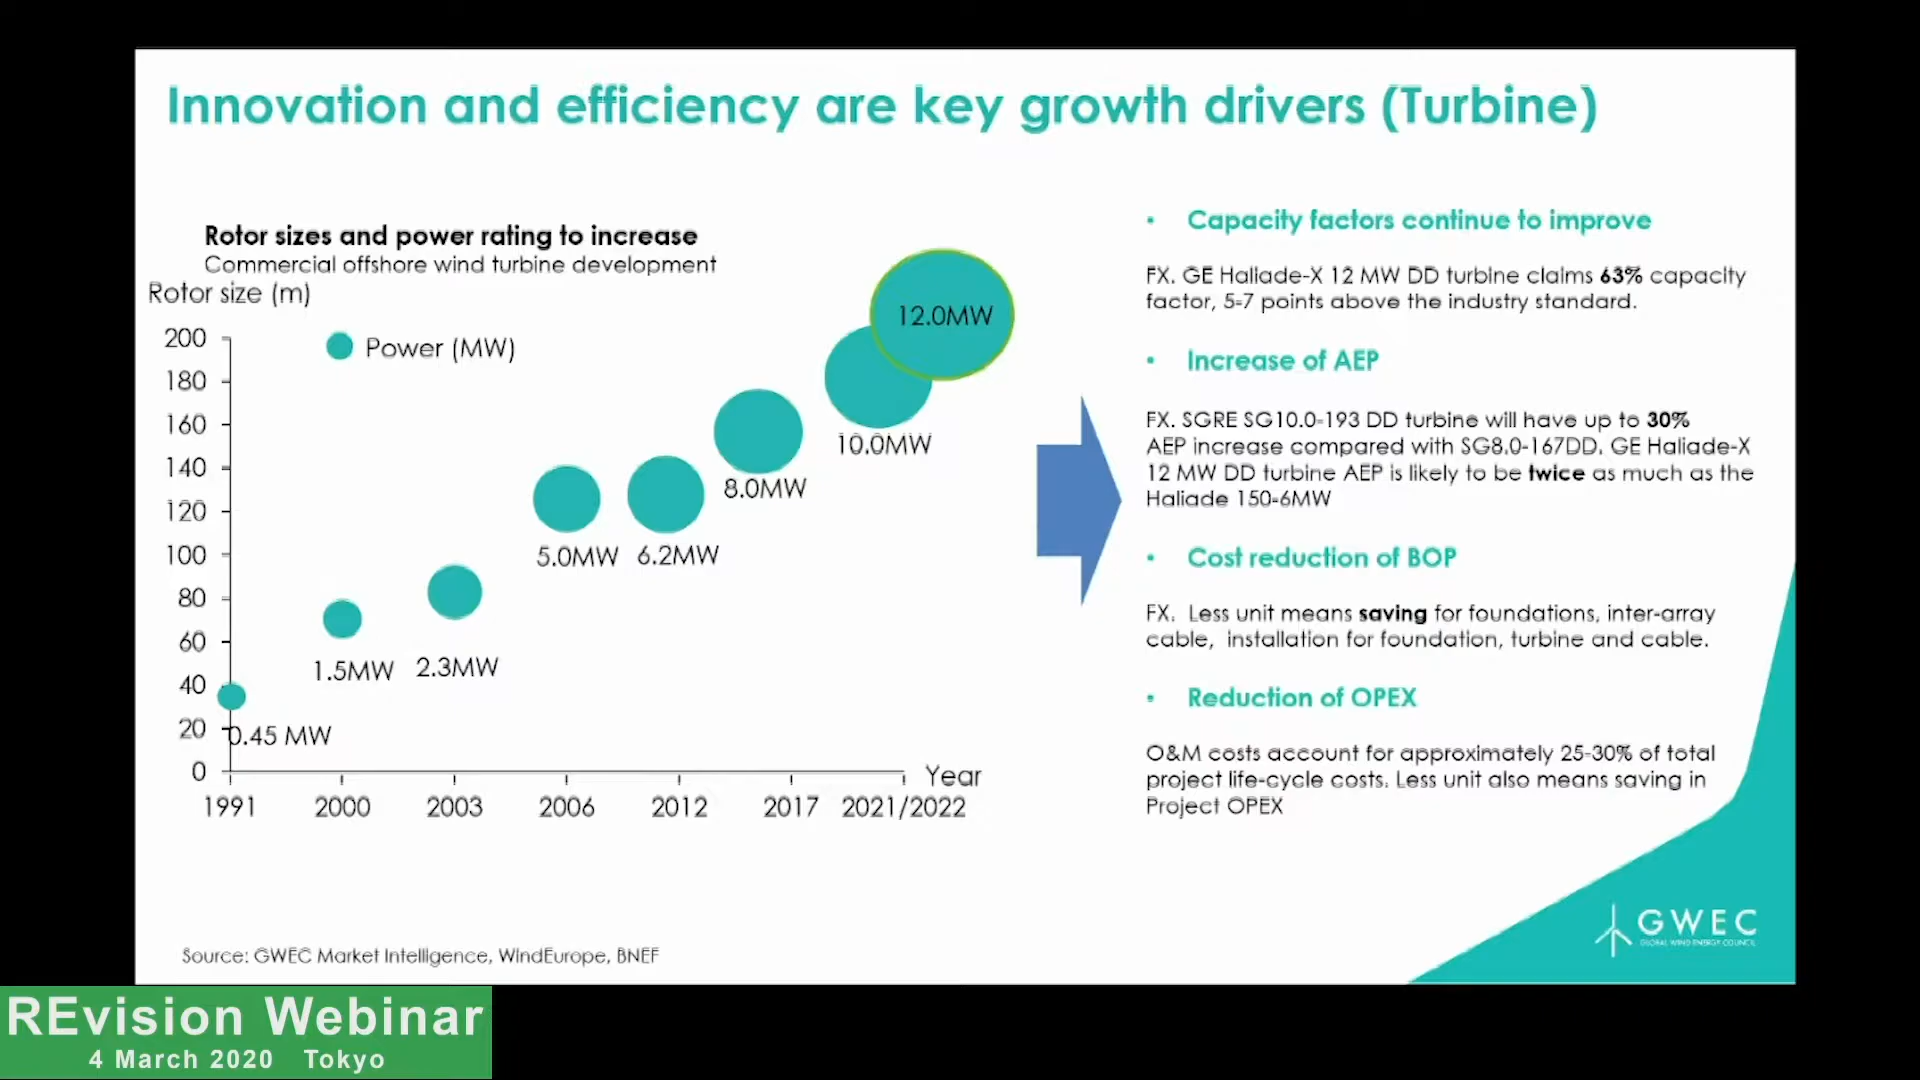 Innovation and efficiency are key growth drivers (Turbine)
Rotor sizes and power rating to increase
Commercial offshore wind turbine development
Rotor size (m)
200
180
160
140
120
100
80
60
40
20
0
Power (MW)
0.45 MW
1.5MW
2.3MW
5.0MW
6.2MW
8.0MW
10.0MW
12.0MW
Year
1991
2000
2003
2006
2012
2017
2021/2022
• Capacity factors continue to improve
FX. GE Haliade-X 12 MW DD turbine claims 63% capacity
factor, 5-7 points above the industry standard.
• Increase of AEP
FX. SGRE SG10.0-193 DD turbine will have up to 30%
AEP increase compared with SG8.0-167DD. GE Haliade-X
12 MW DD turbine AEP is likely to be twice as much as the
Haliade 150-6MW
• Cost reduction of BOP
FX. Less unit means saving for foundations, inter-array
cable, installation for foundation, turbine and cable.
• Reduction of OPEX
O&M costs account for approximately 25-30% of total
project life-cycle costs. Less unit also means saving in
Project OPEX
Source: GWEC Market Intelligence, WindEurope, BNEF
GWEC
GLOBAL WIND ENERGY COUNCIL
REvision Webinar
4 March 2020 Tokyo